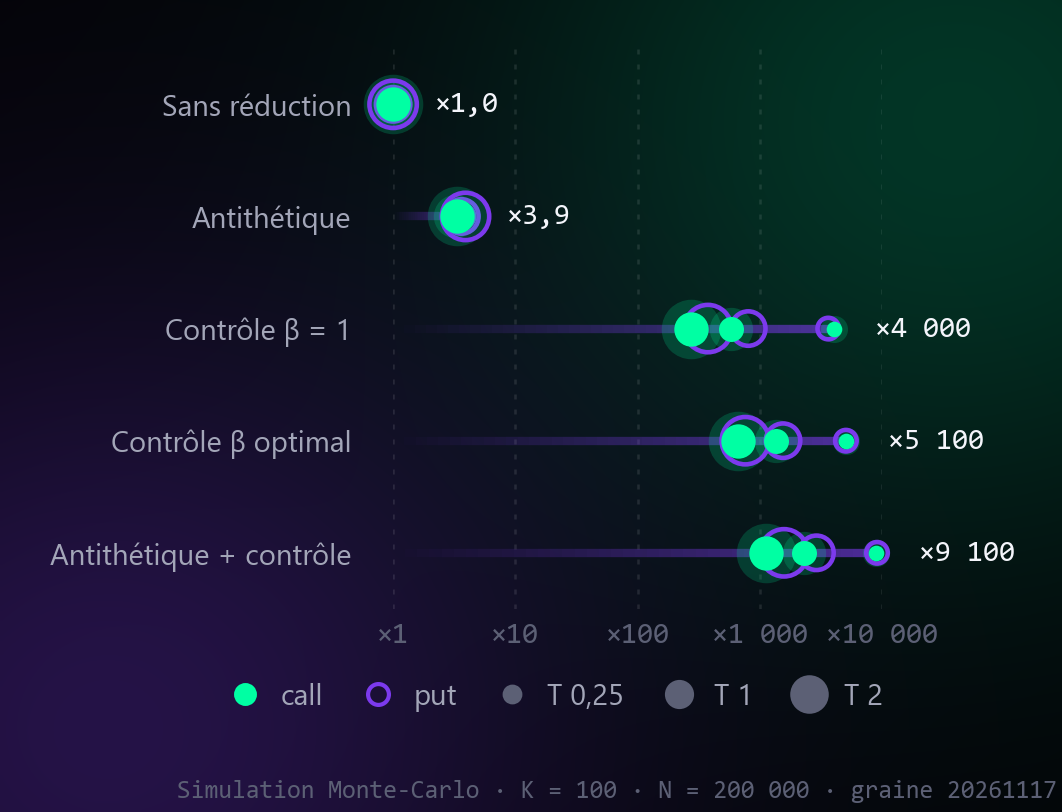 Sans réduction ×1,0
Antithétique ×3,9
Contrôle β = 1 ×4 000
Contrôle β optimal ×5 100
Antithétique + contrôle ×9 100
×1 ×10 ×100 ×1 000 ×10 000
call put T 0,25 T 1 T 2
Simulation Monte-Carlo · K = 100 · N = 200 000 · graine 20261117